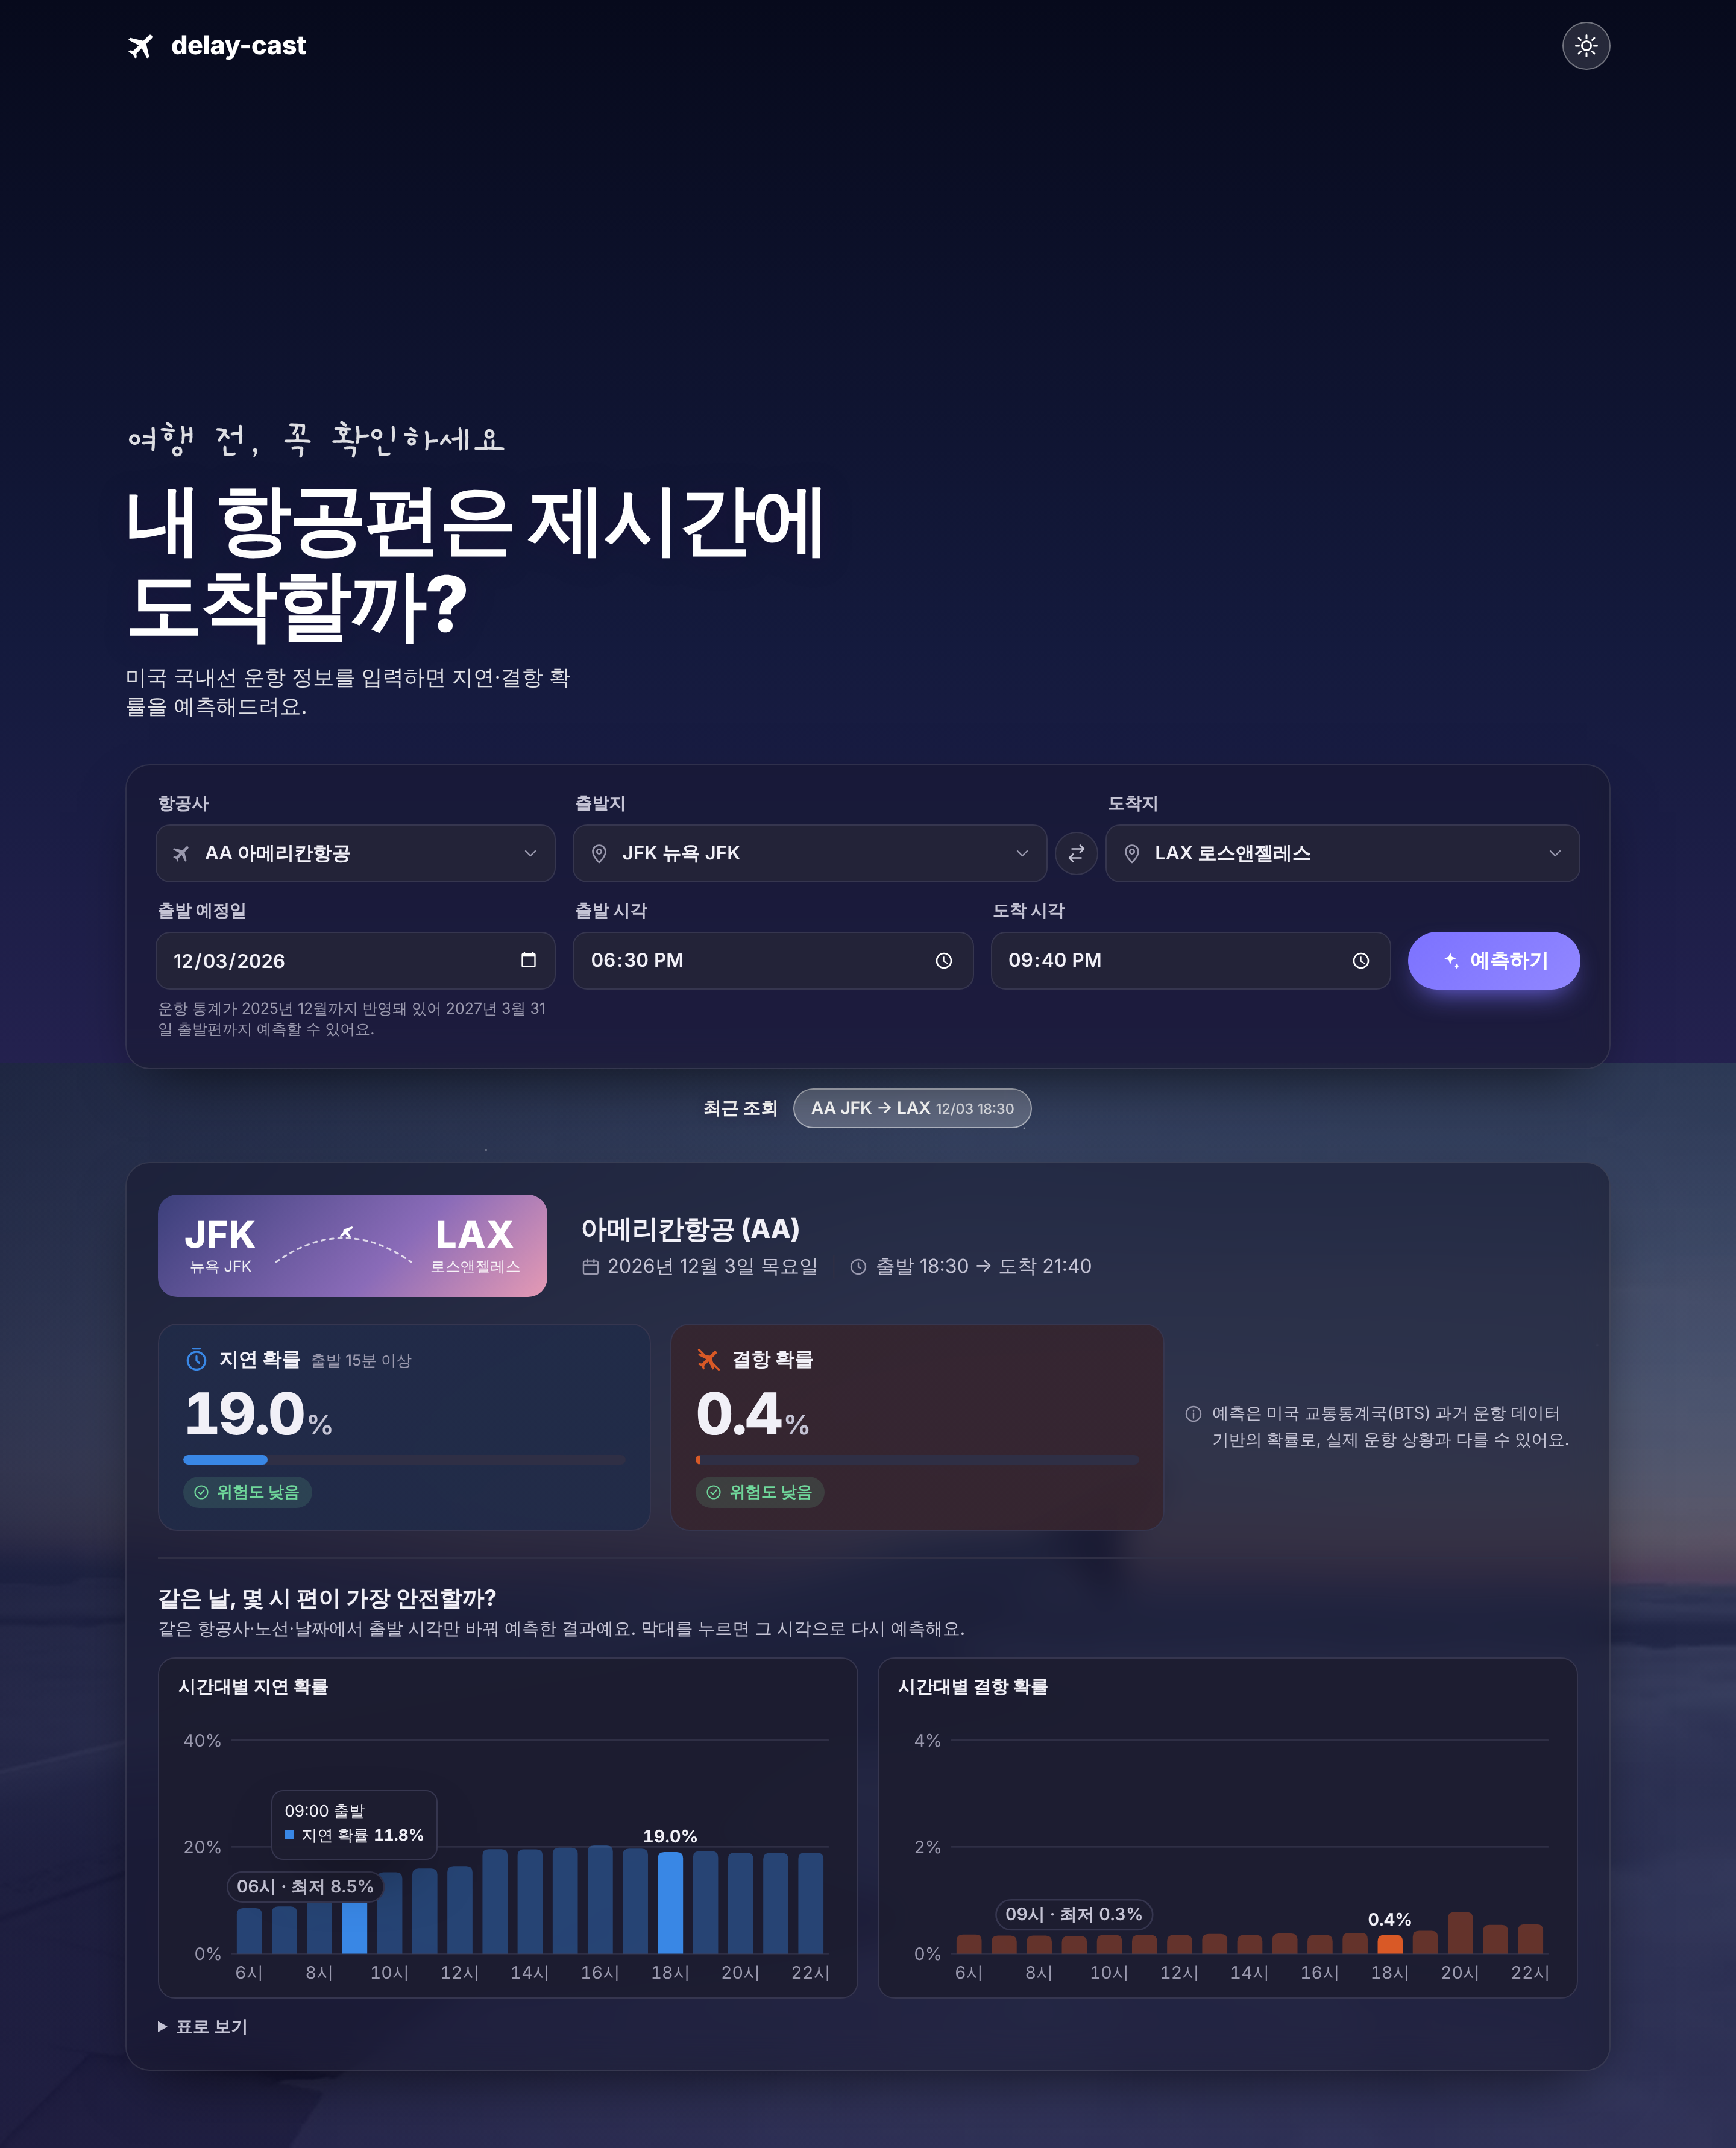 delay-cast
여행 전, 꼭 확인하세요
내 항공편은 제시간에
도착할까?
미국 국내선 운항 정보를 입력하면 지연·결항 확
률을 예측해드려요.
항공사
출발지
도착지
AA 아메리칸항공
JFK 뉴욕 JFK
LAX 로스앤젤레스
출발 예정일
출발 시각
도착 시각
12/03/2026
06:30 PM
09:40 PM
예측하기
운항 통계가 2025년 12월까지 반영돼 있어 2027년 3월 31
일 출발편까지 예측할 수 있어요.
최근 조회
AA JFK → LAX 12/03 18:30
JFK
뉴욕 JFK
LAX
로스앤젤레스
아메리칸항공 (AA)
2026년 12월 3일 목요일
출발 18:30 → 도착 21:40
지연 확률 출발 15분 이상
19.0%
위험도 낮음
결항 확률
0.4%
위험도 낮음
예측은 미국 교통통계국(BTS) 과거 운항 데이터
기반의 확률로, 실제 운항 상황과 다를 수 있어요.
같은 날, 몇 시 편이 가장 안전할까?
같은 항공사·노선·날짜에서 출발 시각만 바꿔 예측한 결과예요. 막대를 누르면 그 시각으로 다시 예측해요.
시간대별 지연 확률
40%
09:00 출발
지연 확률 11.8%
20%
19.0%
06시 · 최저 8.5%
0%
6시 8시 10시 12시 14시 16시 18시 20시 22시
시간대별 결항 확률
4%
2%
09시 · 최저 0.3%
0.4%
0%
6시 8시 10시 12시 14시 16시 18시 20시 22시
▶ 표로 보기